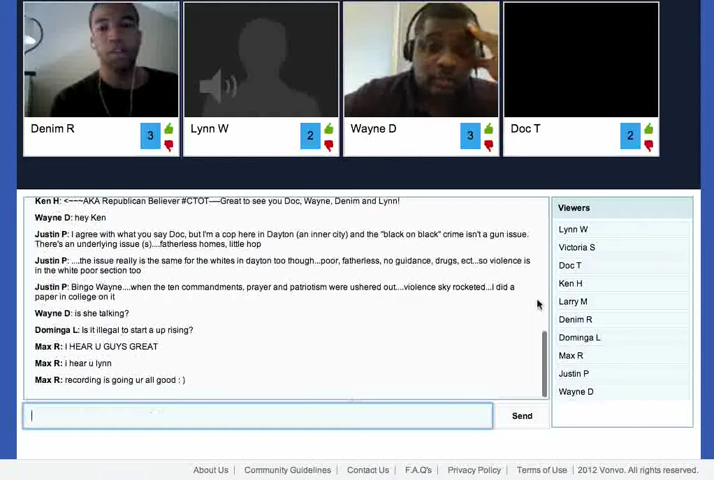 Denim R
3
Lynn W
2
Wayne D
3
Doc T
2
Ken H: <~~~AKA Republican Believer #CTOT----Great to see you Doc, Wayne, Denim and Lynn!
Wayne D: hey Ken
Justin P: I agree with what you say Doc, but I'm a cop here in Dayton (an inner city) and the "black on black" crime isn't a gun issue.
There's an underlying issue (s)....fatherless homes, little hop
Justin P: ....the issue really is the same for the whites in dayton too though...poor, fatherless, no guidance, drugs, ect...so violence is
in the white poor section too
Justin P: Bingo Wayne....when the ten commandments, prayer and patriotism were ushered out....violence sky rocketed...I did a
paper in college on it
Wayne D: is she talking?
Dominga L: Is it illegal to start a up rising?
Max R: I HEAR U GUYS GREAT
Max R: i hear u lynn
Max R: recording is going ur all good : )
Send
Viewers
Lynn W
Victoria S
Doc T
Ken H
Larry M
Denim R
Dominga L
Max R
Justin P
Wayne D
About Us | Community Guidelines | Contact Us | F.A.Q's | Privacy Policy | Terms of Use | 2012 Vonvo. All rights reserved.